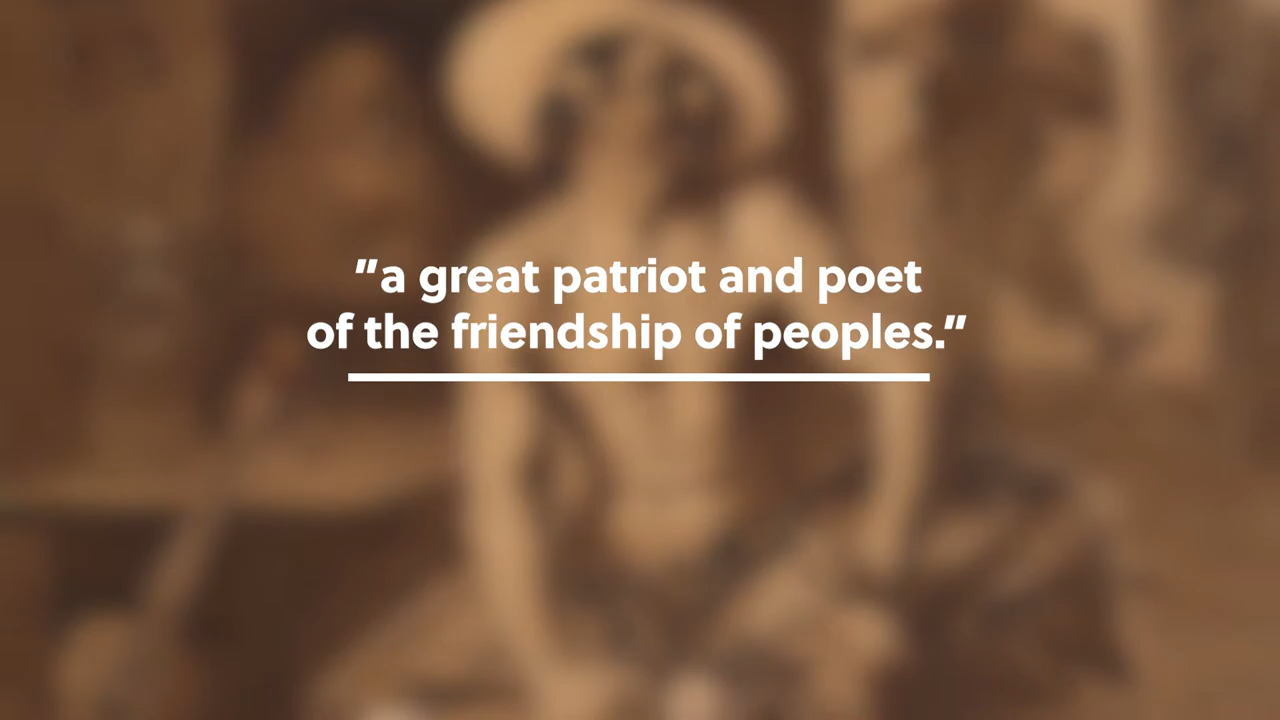 "a great patriot and poet
of the friendship of peoples."